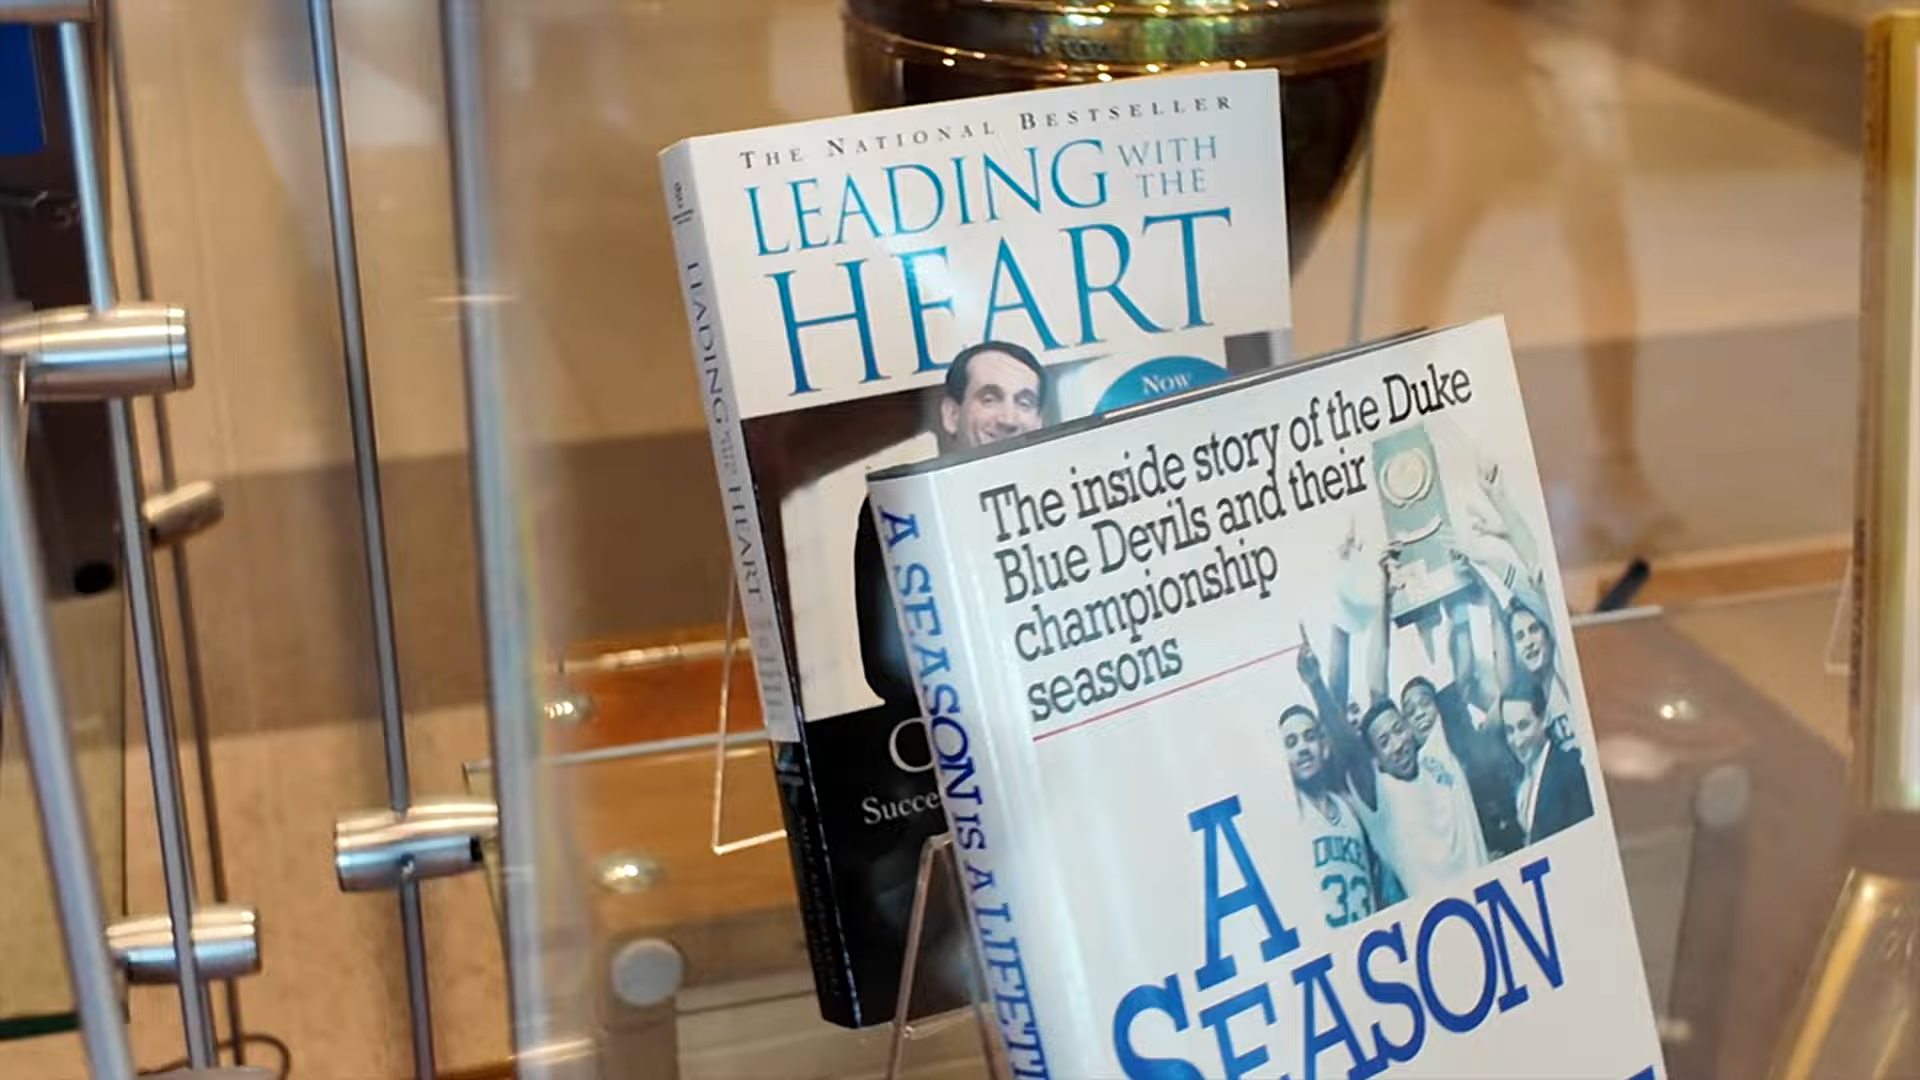 THE NATIONAL BESTSELLER
LEADING WITH
THE
HEART
NOW
LEADING WITH THE HEART
Succe
The inside story of the Duke
Blue Devils and their
championship
seasons
DUKE
33
A
SEASON
A SEASON IS A LIFETI